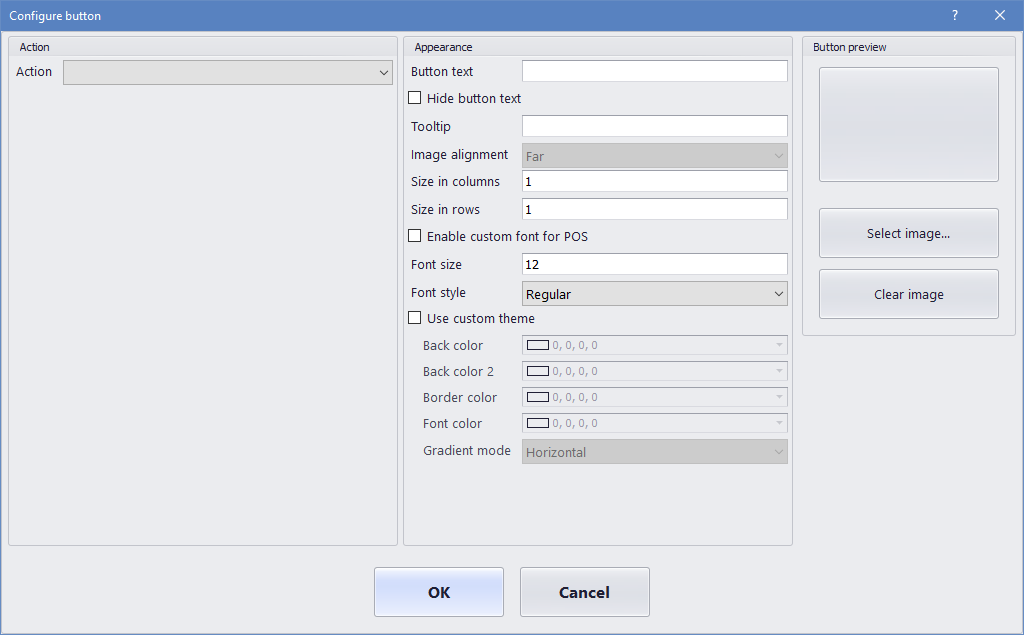 Configure button
?
Action
Action
Appearance
Button text
Hide button text
Tooltip
Image alignment Far
Size in columns 1
Size in rows 1
Enable custom font for POS
Font size 12
Font style Regular
Use custom theme
Back color 0, 0, 0, 0
Back color 2 0, 0, 0, 0
Border color 0, 0, 0, 0
Font color 0, 0, 0, 0
Gradient mode Horizontal
Button preview
Select image...
Clear image
OK Cancel